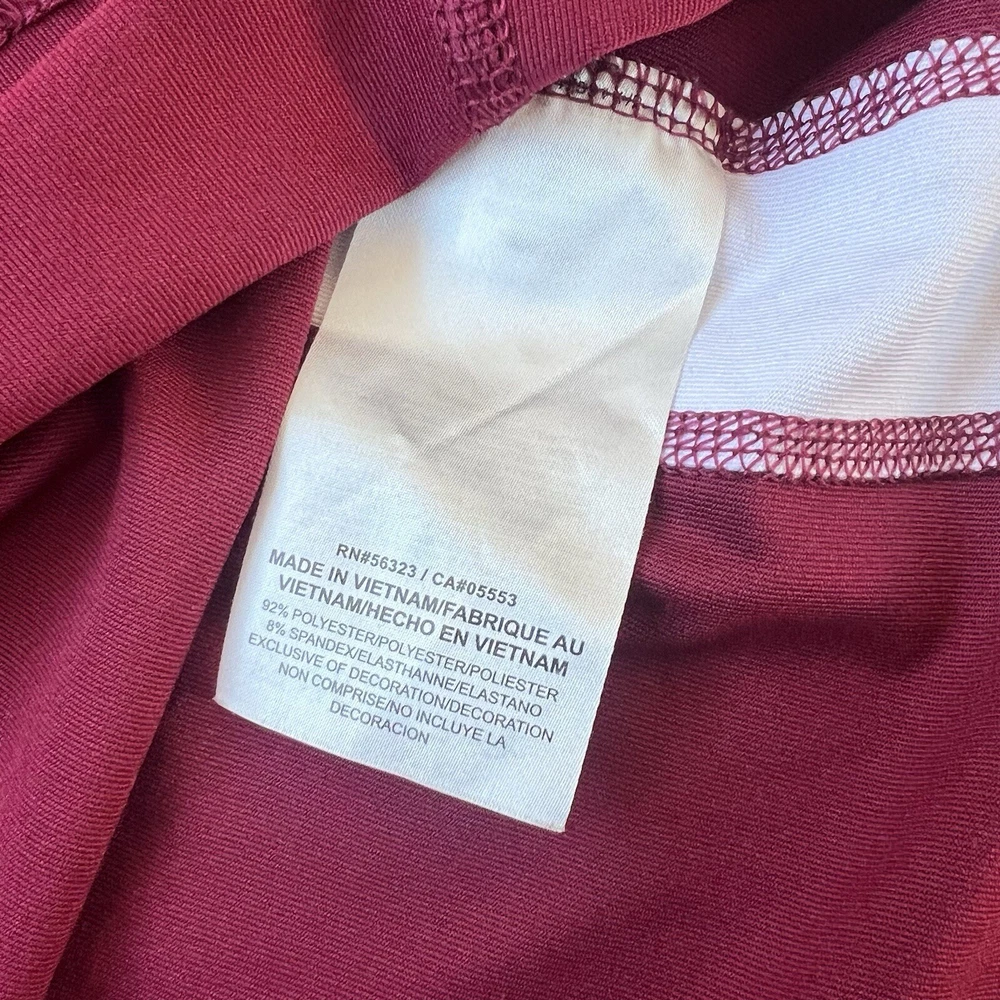 RN#56323 / CA#05553
MADE IN VIETNAM/FABRIQUE AU
VIETNAM/HECHO EN VIETNAM
92% POLYESTER/POLYESTER/POLIESTER
8% SPANDEX/ELASTHANNE/ELASTANO
EXCLUSIVE OF DECORATION/DECORATION
NON COMPRISE/NO INCLUYE LA
DECORACION